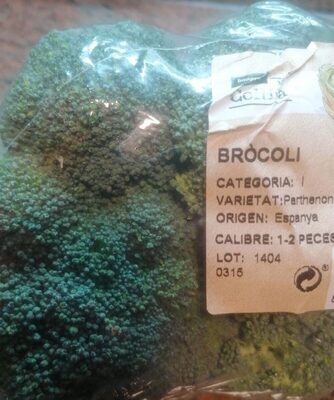 BRÒCOLI
CATEGORIA: I
VARIETAT: Parthenon
ORIGEN: Espanya
CALIBRE: 1-2 PECES
LOT: 1404
0315